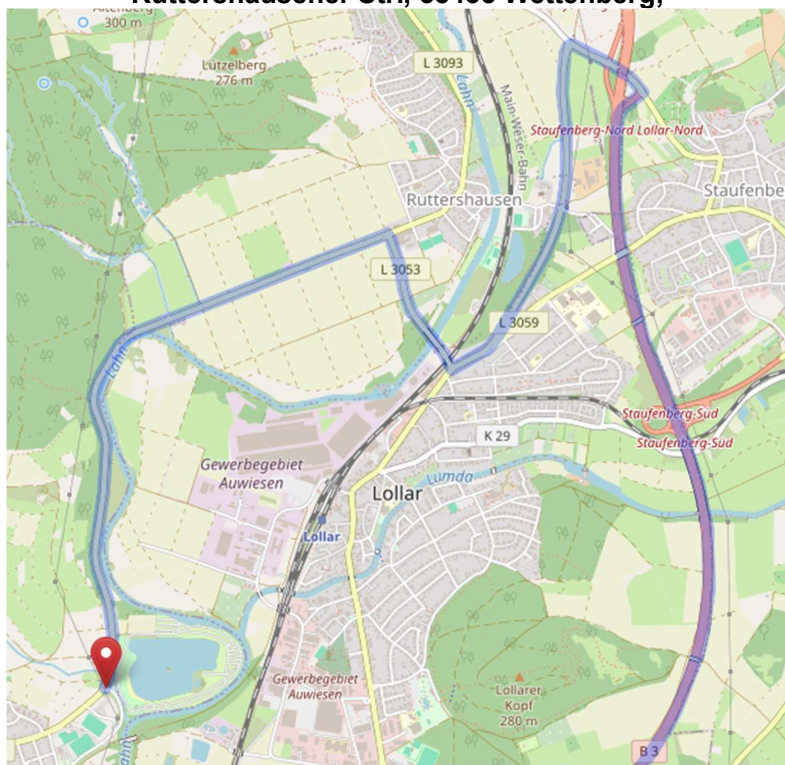 Altenberg
300 m
Lützelberg
276 m
L 3093
Lahn
Main-Weser-Bahn
Staufenberg-Nord Lollar-Nord
Ruttershausen
Staufenbe
L 3053
L 3059
Lahn
Staufenberg-Süd
K 29
Staufenberg-Süd
Gewerbegebiet
Auwiesen
Lumda
Lollar
Lollar
Gewerbegebiet
Auwiesen
Lollarer
Kopf
280 m
Lahn
B 3